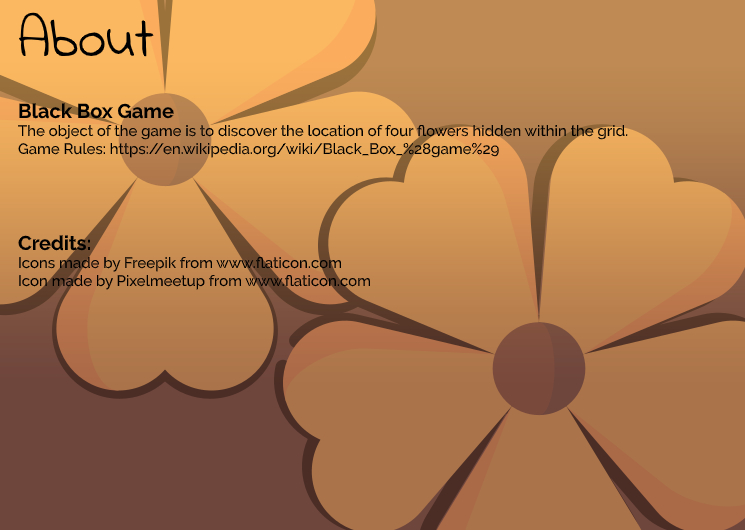 About
Black Box Game
The object of the game is to discover the location of four flowers hidden within the grid.
Game Rules: https://en.wikipedia.org/wiki/Black_Box_%28game%29
Credits:
Icons made by Freepik from www.flaticon.com
Icon made by Pixelmeetup from www.flaticon.com